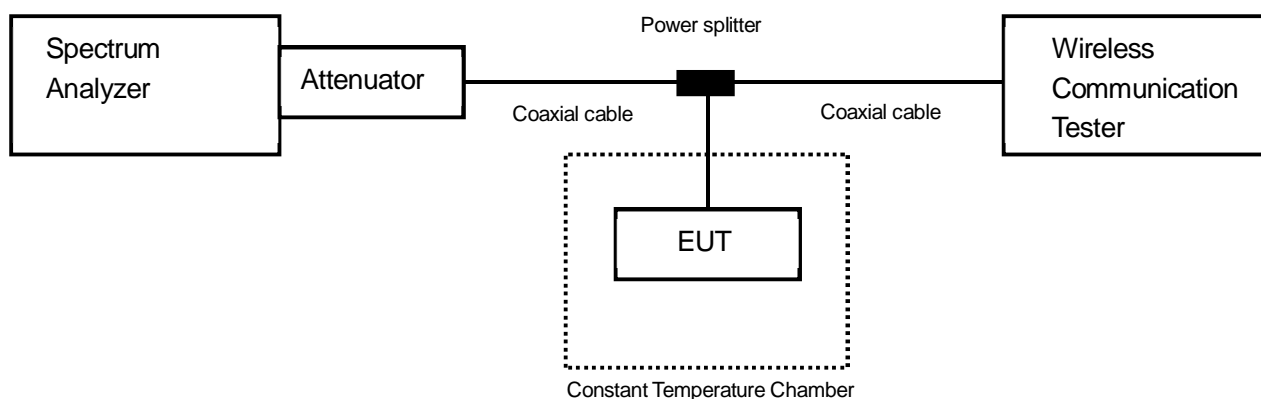 Power splitter
Spectrum
Analyzer
Attenuator
Wireless
Communication
Tester
Coaxial cable
Coaxial cable
EUT
Constant Temperature Chamber